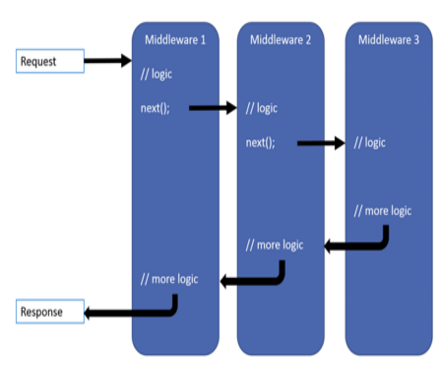 Middleware 1
Middleware 2
Middleware 3
Request
// logic
next();
// logic
next();
// logic
// more logic
// more logic
// more logic
Response